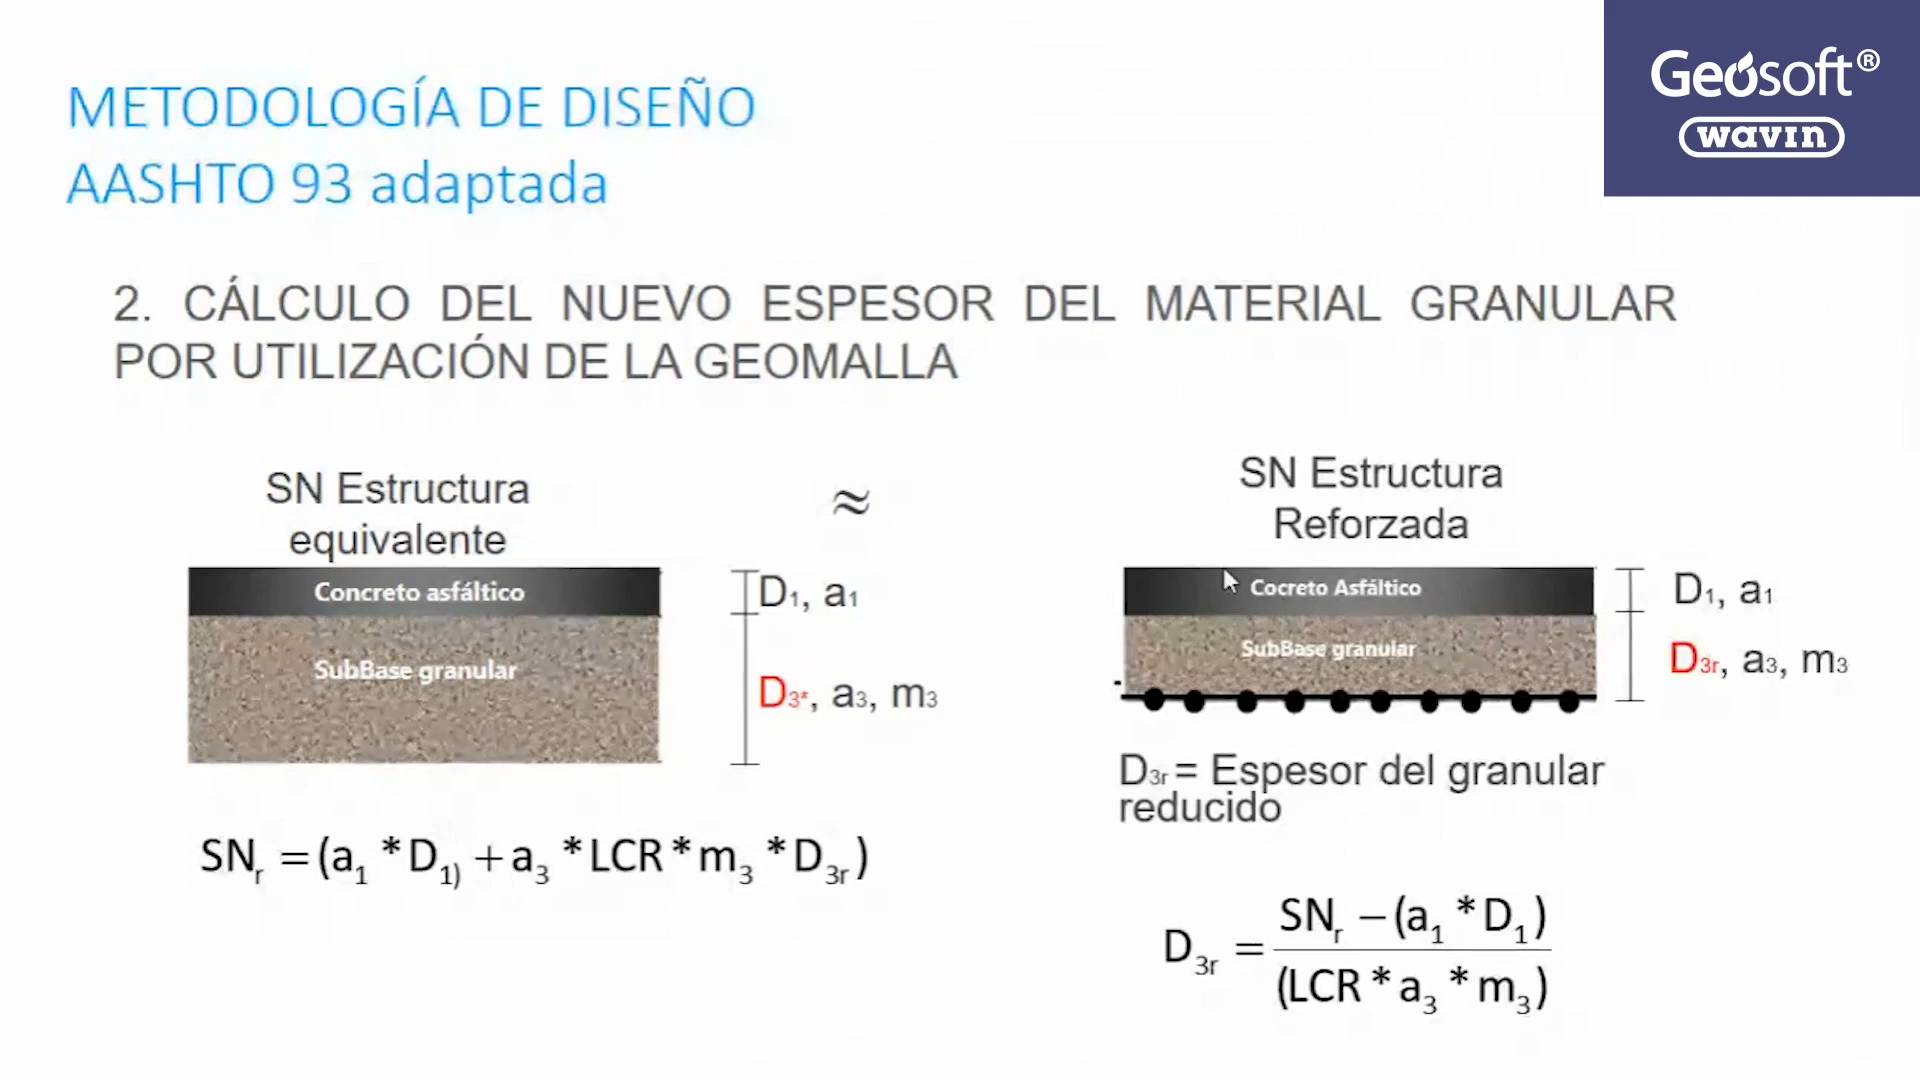 Geosoft®
wavin
METODOLOGÍA DE DISEÑO
AASHTO 93 adaptada
2. CÁLCULO DEL NUEVO ESPESOR DEL MATERIAL GRANULAR
POR UTILIZACIÓN DE LA GEOMALLA
SN Estructura
equivalente
≈
SN Estructura
Reforzada
Concreto asfáltico
D1, a1
SubBase granular
D3*, a3, m3
Cocreto Asfáltico
D1, a1
SubBase granular
D3r, a3, m3
D3r = Espesor del granular
reducido
SNr = (a1 * D1) + a3 * LCR * m3 * D3r )
D3r = SNr − (a1 * D1)
(LCR * a3 * m3)